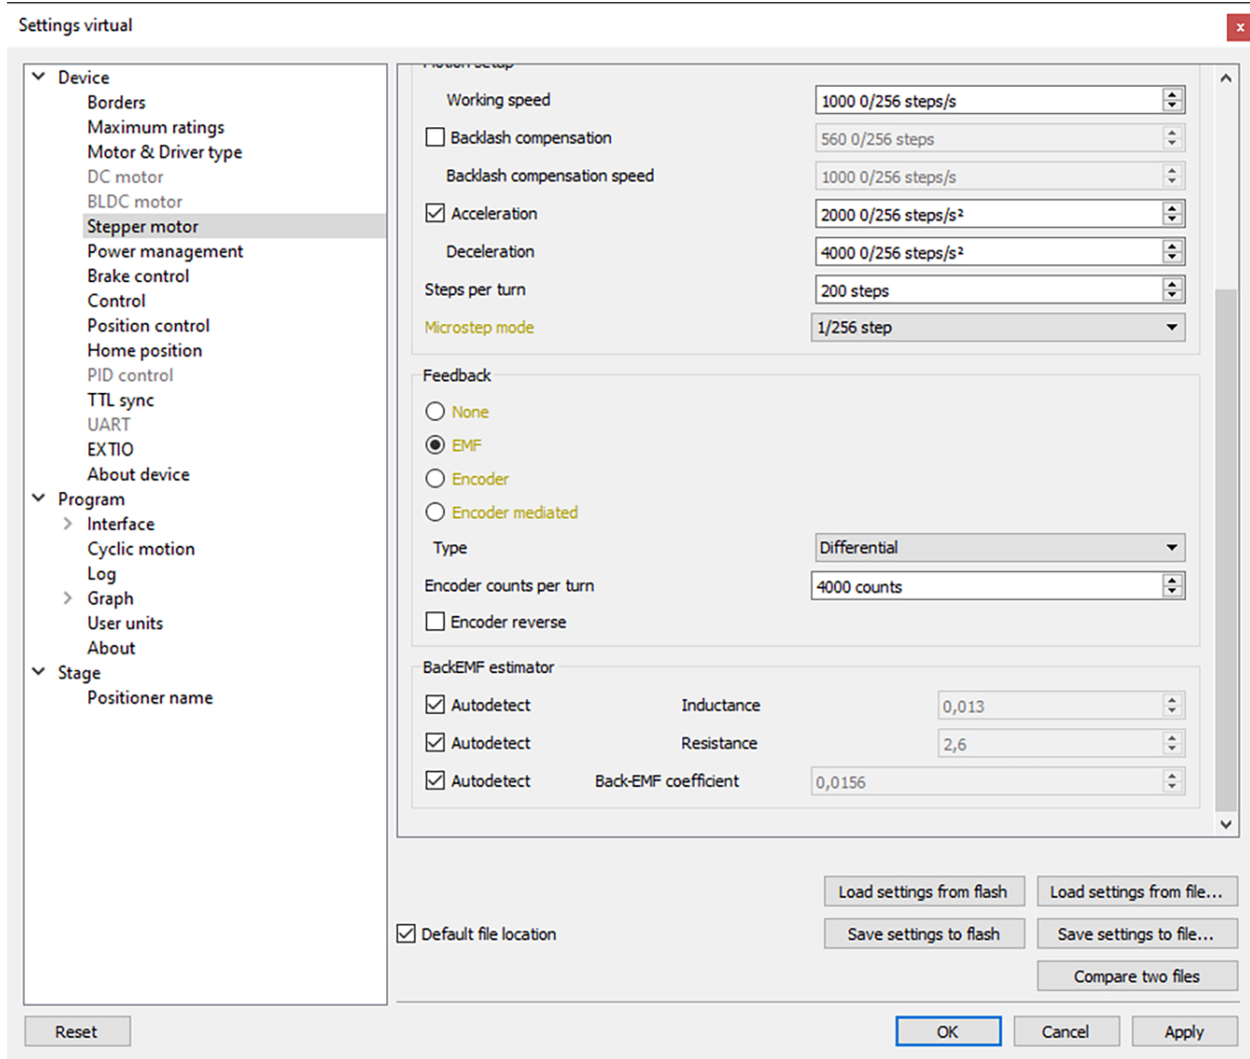 Settings virtual
x
Device
Borders
Maximum ratings
Motor & Driver type
DC motor
BLDC motor
Stepper motor
Power management
Brake control
Control
Position control
Home position
PID control
TTL sync
UART
EXTIO
About device
Program
Interface
Cyclic motion
Log
Graph
User units
About
Stage
Positioner name
Motion setup
Working speed 1000 0/256 steps/s
Backlash compensation 560 0/256 steps
Backlash compensation speed 1000 0/256 steps/s
Acceleration 2000 0/256 steps/s²
Deceleration 4000 0/256 steps/s²
Steps per turn 200 steps
Microstep mode 1/256 step
Feedback
None
EMF
Encoder
Encoder mediated
Type Differential
Encoder counts per turn 4000 counts
Encoder reverse
BackEMF estimator
Autodetect Inductance 0,013
Autodetect Resistance 2,6
Autodetect Back-EMF coefficient 0,0156
Load settings from flash Load settings from file...
Default file location Save settings to flash Save settings to file...
Compare two files
Reset OK Cancel Apply